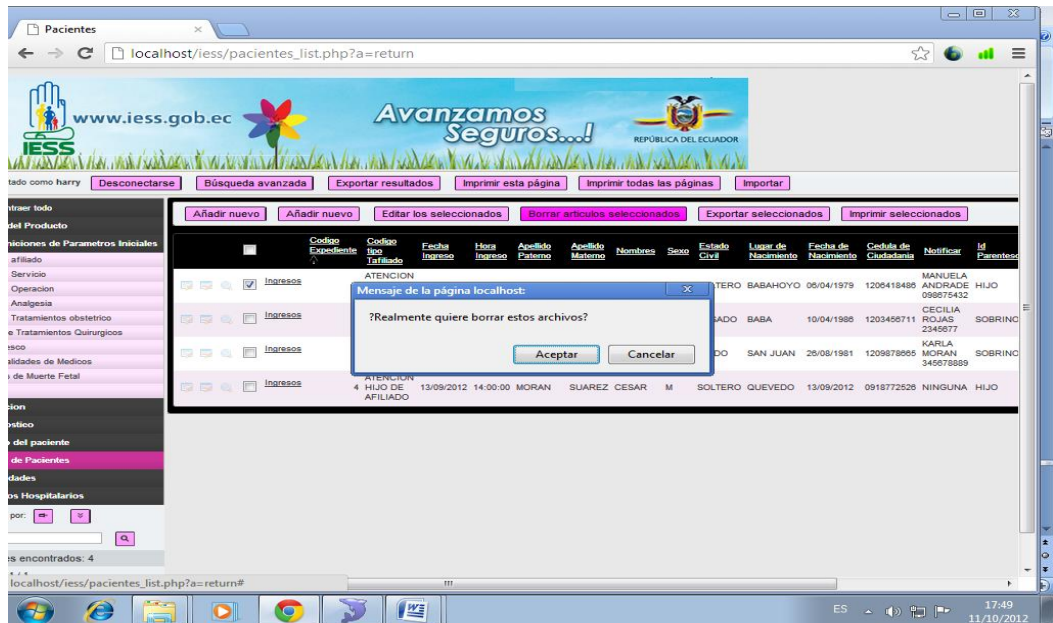 Pacientes
localhost/iess/pacientes_list.php?a=return
www.iess.gob.ec
IESS
Avanzamos
Seguros...!
REPÚBLICA DEL ECUADOR
tado como harry Desconectarse Búsqueda avanzada Exportar resultados Imprimir esta página Imprimir todas las páginas Importar
ntraer todo
Añadir nuevo Añadir nuevo Editar los seleccionados Borrar artículos seleccionados Exportar seleccionados Imprimir seleccionados
del Producto
niciones de Parametros Iniciales
afiliado
Servicio
Operacion
Analgesia
Tratamientos obstetrico
e Tratamientos Quirurgicos
esco
alidades de Medicos
de Muerte Fetal
cion
ostico
del paciente
de Pacientes
dades
os Hospitalarios
por:
es encontrados: 4
Codigo Expediente Codigo tipo Tafiliado Fecha Ingreso Hora Ingreso Apellido Paterno Apellido Materno Nombres Sexo Estado Civil Lugar de Nacimiento Fecha de Nacimiento Cedula de Ciudadania Notificar Id Parentesc
Ingresos ATENCION TERO BABAHOYO 06/04/1979 1206418486 MANUELA ANDRADE 098675432 HIJO
Ingresos ADO BABA 10/04/1986 1203456711 CECILIA ROJAS 2345677 SOBRINO
Ingresos DO SAN JUAN 26/08/1981 1209878665 KARLA MORAN 345678889 SOBRINO
Ingresos 4 ATENCION HIJO DE AFILIADO 13/09/2012 14:00:00 MORAN SUAREZ CESAR M SOLTERO QUEVEDO 13/09/2012 0918772526 NINGUNA HIJO
Mensaje de la página localhost:
?Realmente quiere borrar estos archivos?
Aceptar Cancelar
localhost/iess/pacientes_list.php?a=return#
ES
17:49
11/10/2012